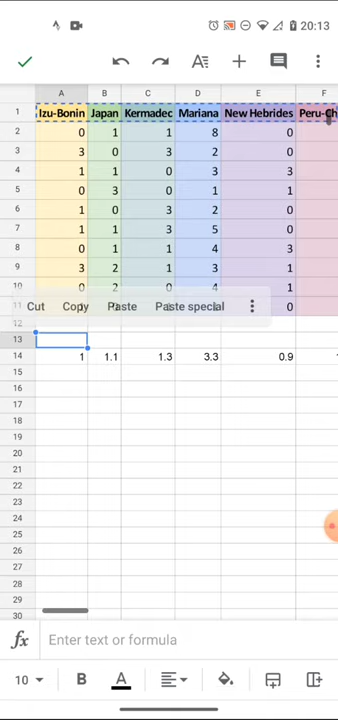 20:13
A B C D E F
1 Izu-Bonin Japan Kermadec Mariana New Hebrides Peru-Ch
2 0 1 1 8 0
3 3 0 3 2 0
4 1 1 0 3 3
5 0 3 0 1 1
6 1 0 3 2 0
7 1 1 3 5 0
8 0 1 1 4 3
9 3 2 1 3 1
10 0 2 0 4 1
11 0
Cut Copy Paste Paste special
12
13
14 1 1.1 1.3 3.3 0.9
15
16
17
18
19
20
21
22
23
24
25
26
27
28
29
30
fx Enter text or formula
10 B A